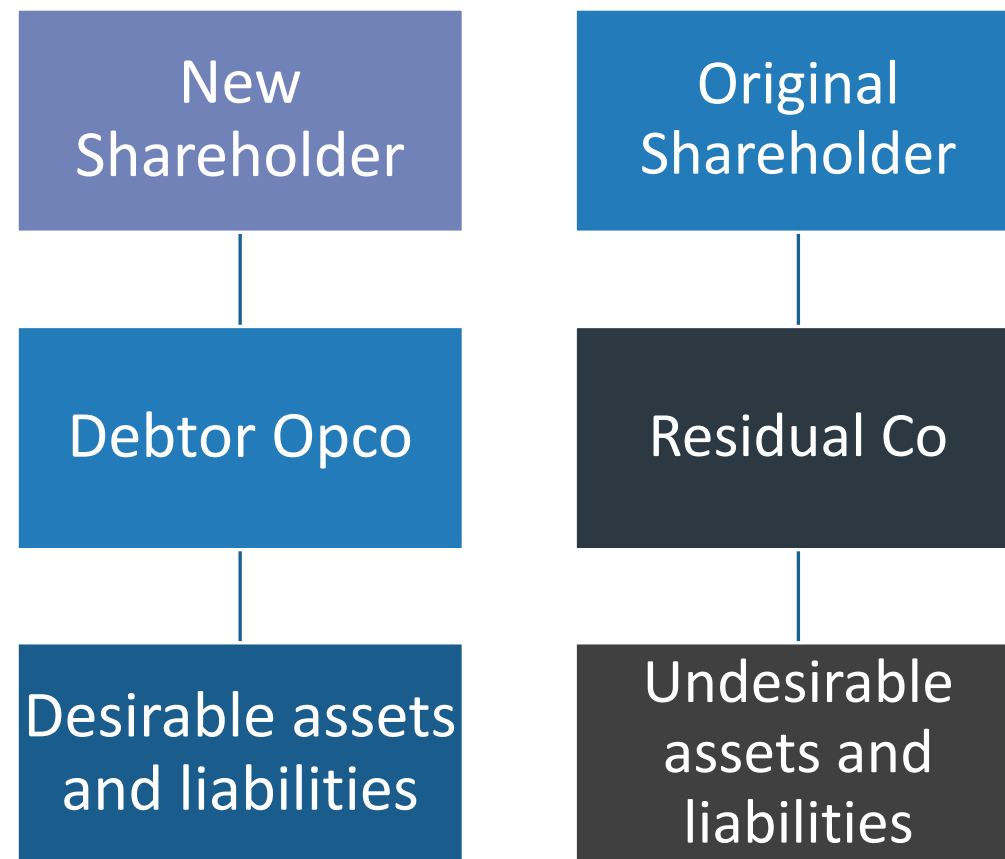 New
Shareholder
Original
Shareholder
Debtor Opco
Residual Co
Desirable assets
and liabilities
Undesirable
assets and
liabilities